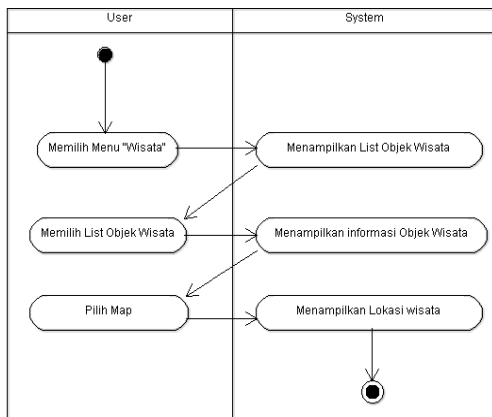 User
System
Memilih Menu "Wisata"
Menampilkan List Objek Wisata
Memilih List Objek Wisata
Menampilkan informasi Objek Wisata
Pilih Map
Menampilkan Lokasi wisata